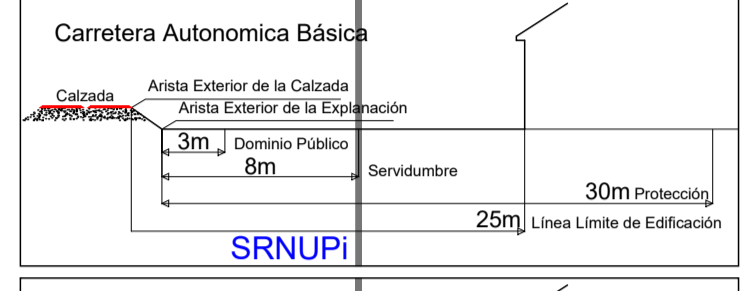 Carretera Autonomica Básica
Calzada
Arista Exterior de la Calzada
Arista Exterior de la Explanación
3m Dominio Público
8m Servidumbre
30m Protección
25m Línea Límite de Edificación
SRNUPi